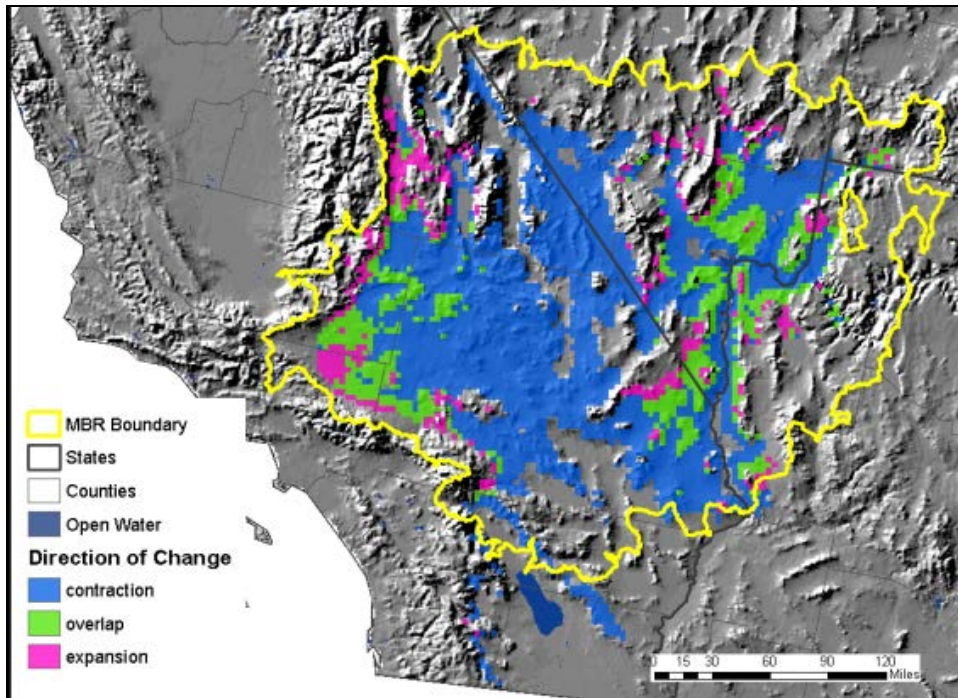 MBR Boundary
States
Counties
Open Water
Direction of Change
contraction
overlap
expansion
0 15 30 60 90 120
Miles